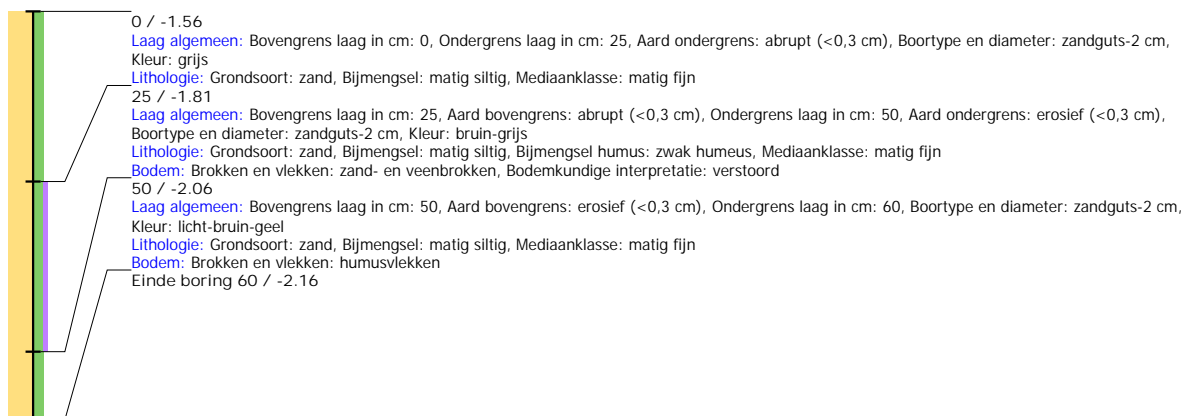 0 / -1.56
Laag algemeen: Bovengrens laag in cm: 0, Ondergrens laag in cm: 25, Aard ondergrens: abrupt (<0,3 cm), Boortype en diameter: zandguts-2 cm,
Kleur: grijs
Lithologie: Grondsoort: zand, Bijmengsel: matig siltig, Mediaanklasse: matig fijn
25 / -1.81
Laag algemeen: Bovengrens laag in cm: 25, Aard bovengrens: abrupt (<0,3 cm), Ondergrens laag in cm: 50, Aard ondergrens: erosief (<0,3 cm),
Boortype en diameter: zandguts-2 cm, Kleur: bruin-grijs
Lithologie: Grondsoort: zand, Bijmengsel: matig siltig, Bijmengsel humus: zwak humeus, Mediaanklasse: matig fijn
Bodem: Brokken en vlekken: zand- en veenbrokken, Bodemkundige interpretatie: verstoord
50 / -2.06
Laag algemeen: Bovengrens laag in cm: 50, Aard bovengrens: erosief (<0,3 cm), Ondergrens laag in cm: 60, Boortype en diameter: zandguts-2 cm,
Kleur: licht-bruin-geel
Lithologie: Grondsoort: zand, Bijmengsel: matig siltig, Mediaanklasse: matig fijn
Bodem: Brokken en vlekken: humusvlekken
Einde boring 60 / -2.16